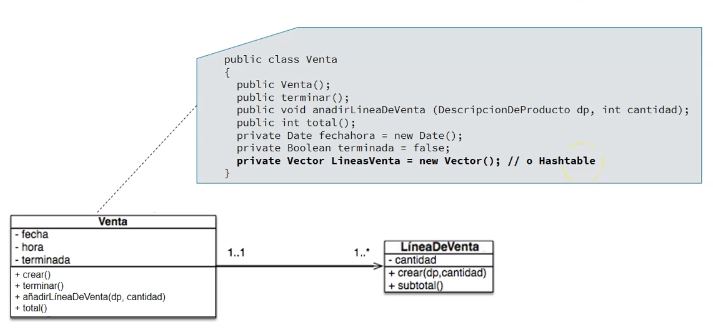 public class Venta
{
public Venta();
public terminar();
public void anadirLineaDeVenta (DescripcionDeProducto dp, int cantidad);
public int total();
private Date fechahora = new Date();
private Boolean terminada = false;
private Vector LineasVenta = new Vector(); // o Hashtable
}
Venta
- fecha
- hora
- terminada
+ crear()
+ terminar()
+ añadirLíneaDeVenta(dp, cantidad)
+ total()
1..1
1..*
LíneaDeVenta
- cantidad
+ crear(dp,cantidad)
+ subtotal()